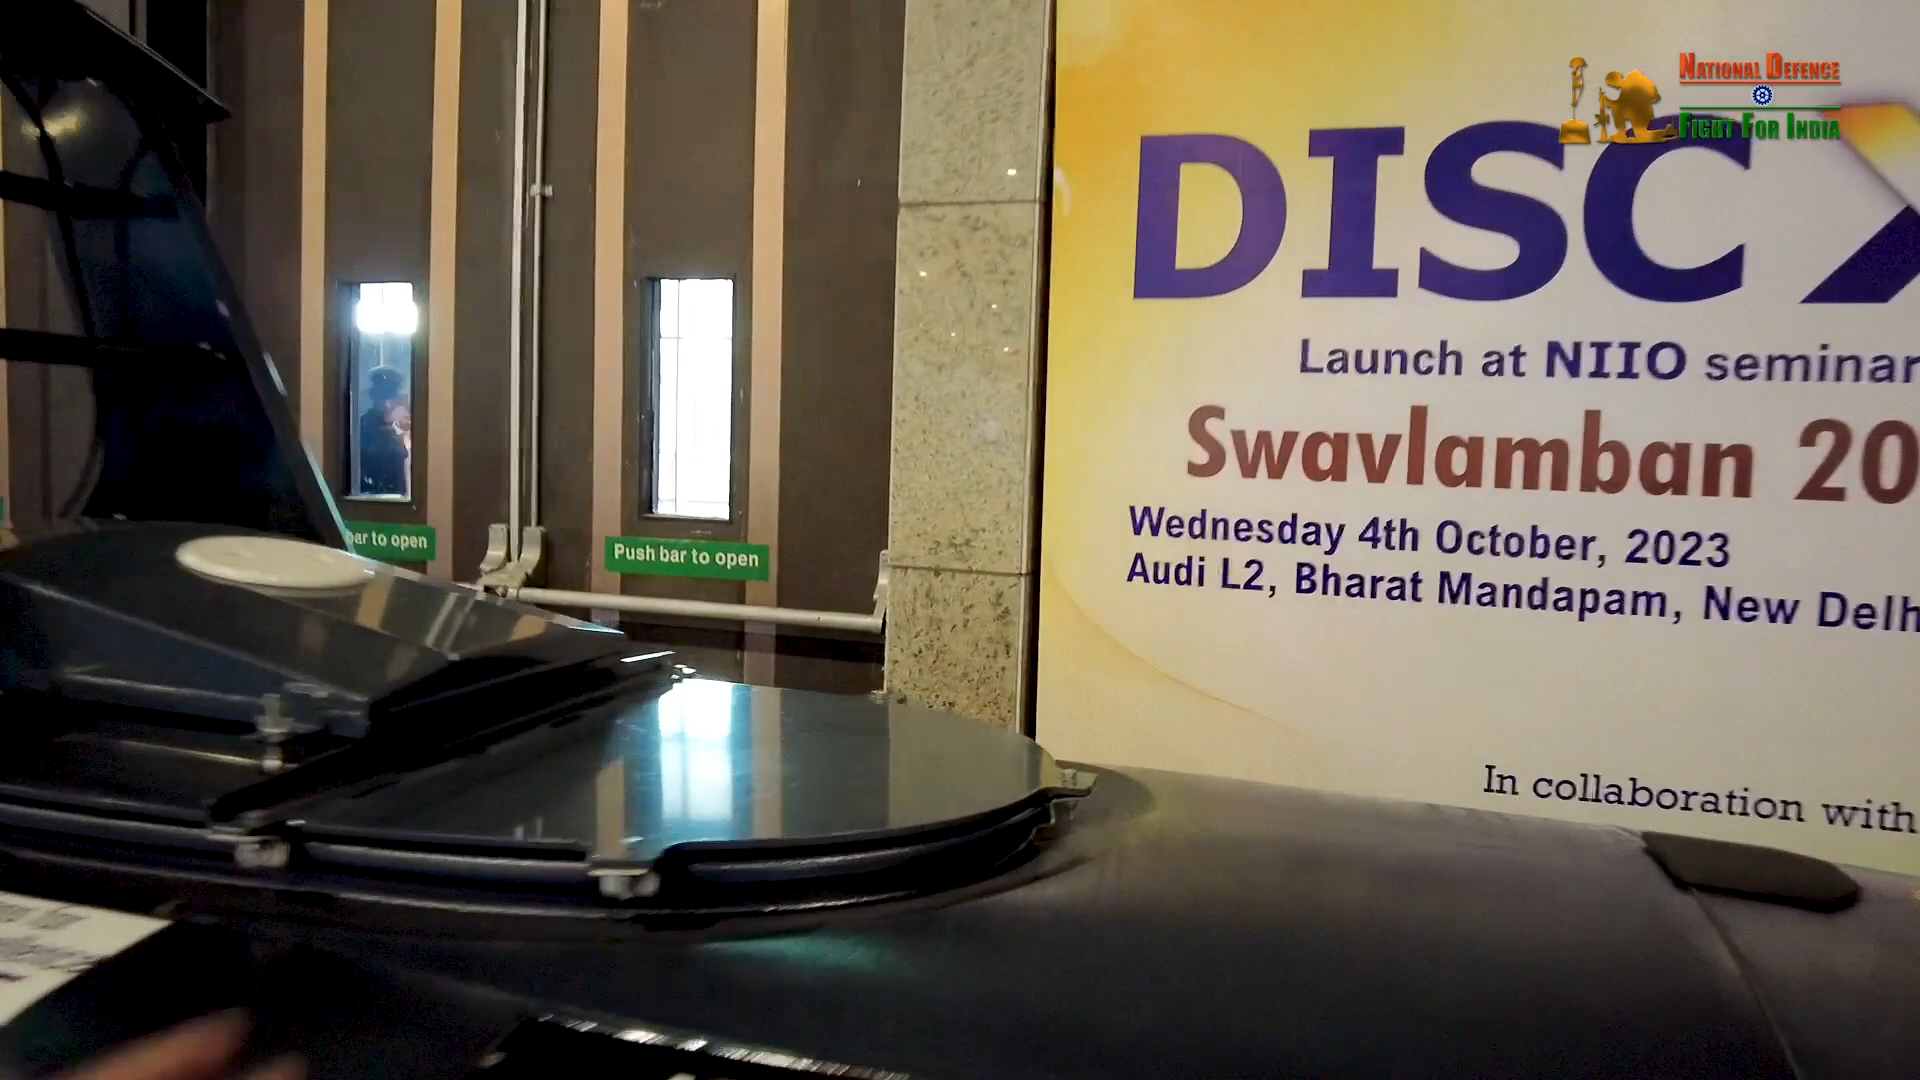 NATIONAL DEFENCE
FIGHT FOR INDIA
DISC
Launch at NIIO seminar
Swavlamban 20
Wednesday 4th October, 2023
Audi L2, Bharat Mandapam, New Delh
In collaboration with
bar to open
Push bar to open